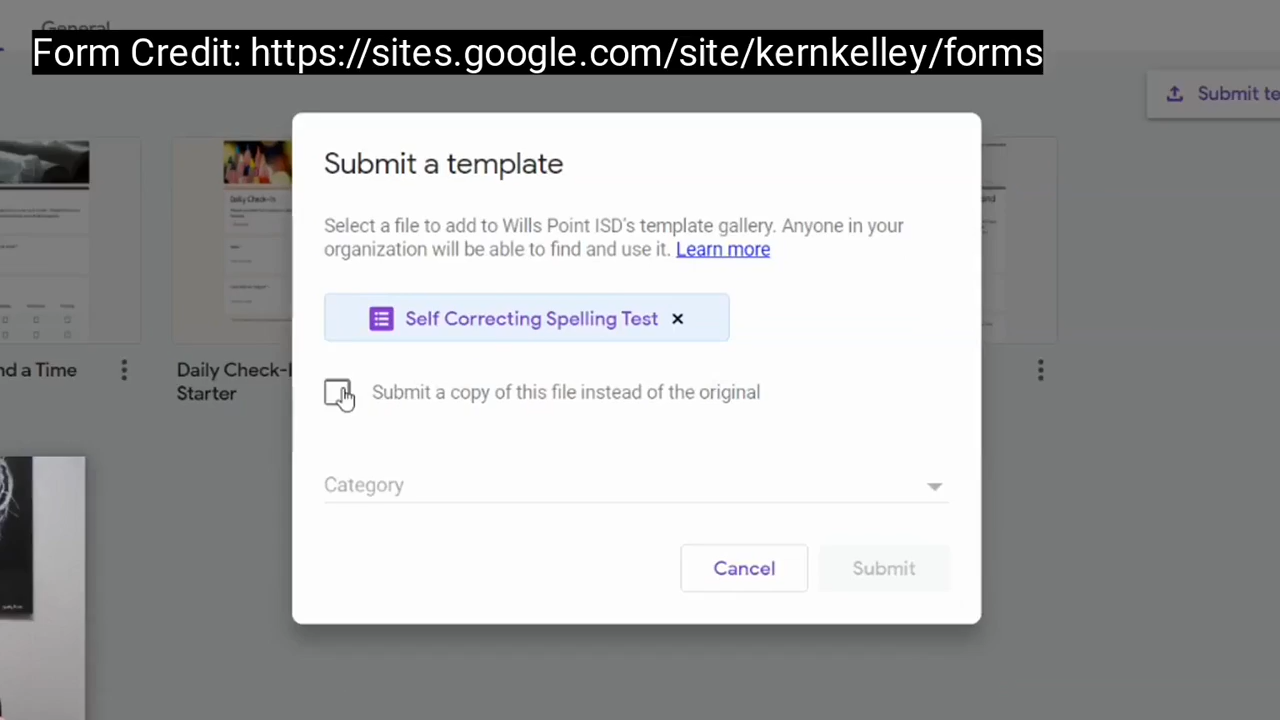 General
Form Credit: https://sites.google.com/site/kernkelley/forms
Submit te
Submit a template
Select a file to add to Wills Point ISD's template gallery. Anyone in your
organization will be able to find and use it. Learn more
Self Correcting Spelling Test
Submit a copy of this file instead of the original
Category
Cancel
Submit
Daily Check-In
nd a Time
Daily Check-I
Starter